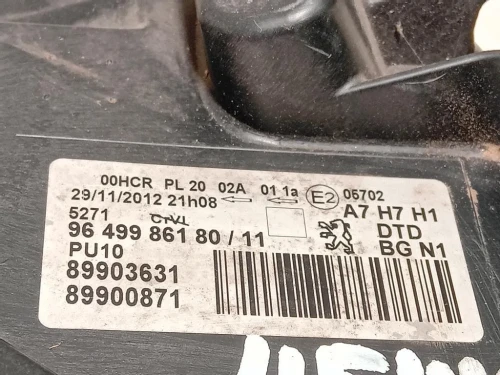 00HCR PL 20 02A 01 1a E2 05702
29/11/2012 21h08 A7 H7 H1
5271 DTD
96 499 861 80 / 11 BG N1
PU10
89903631
89900871